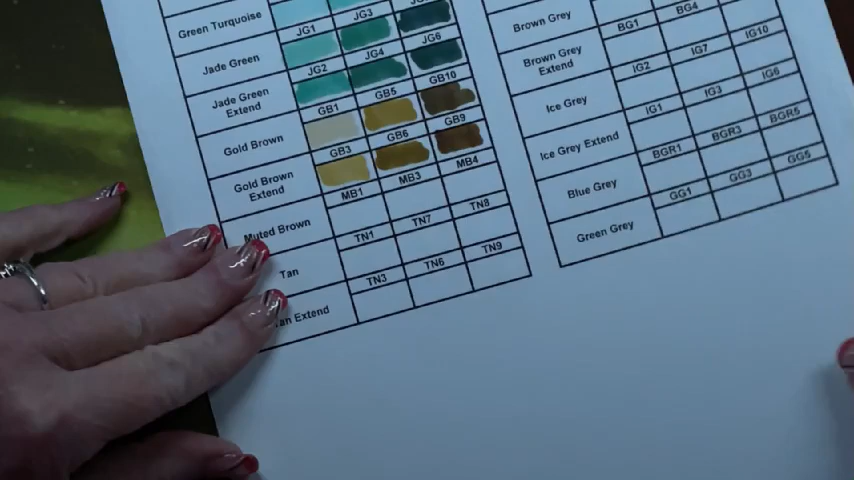 Green Turquoise
JG1 JG3
Jade Green
JG2 JG4 JG6
Jade Green Extend
GB1 GB5 GB10
Gold Brown
GB3 GB6 GB9
Gold Brown Extend
MB1 MB3 MB4
Muted Brown
TN1 TN7 TN8
Tan
TN3 TN6 TN9
Extend
Brown Grey
BG1 BG4
Brown Grey Extend
IG2 IG7 IG10
Ice Grey
IG1 IG3 IG6
Ice Grey Extend
BGR1 BGR3 BGR5
Blue Grey
GG1 GG3 GG5
Green Grey